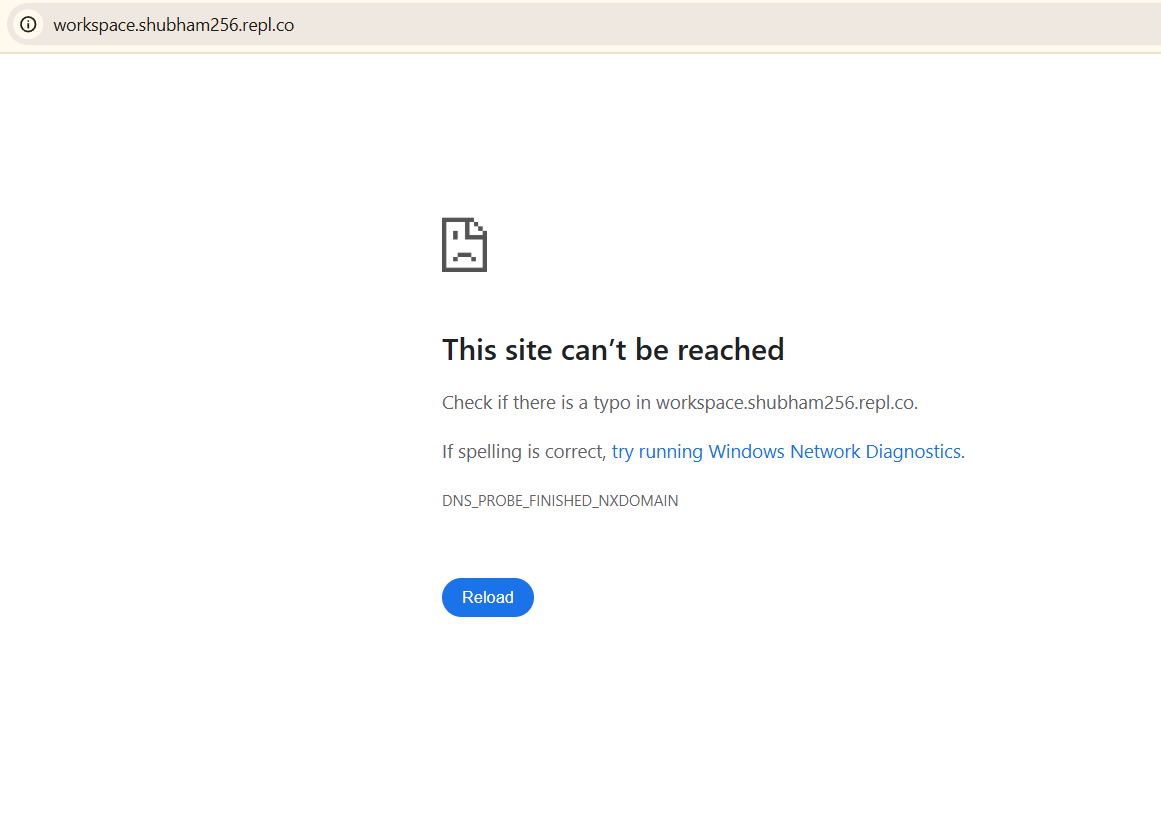 workspace.shubham256.repl.co
This site can’t be reached
Check if there is a typo in workspace.shubham256.repl.co.
If spelling is correct, try running Windows Network Diagnostics.
DNS_PROBE_FINISHED_NXDOMAIN
Reload